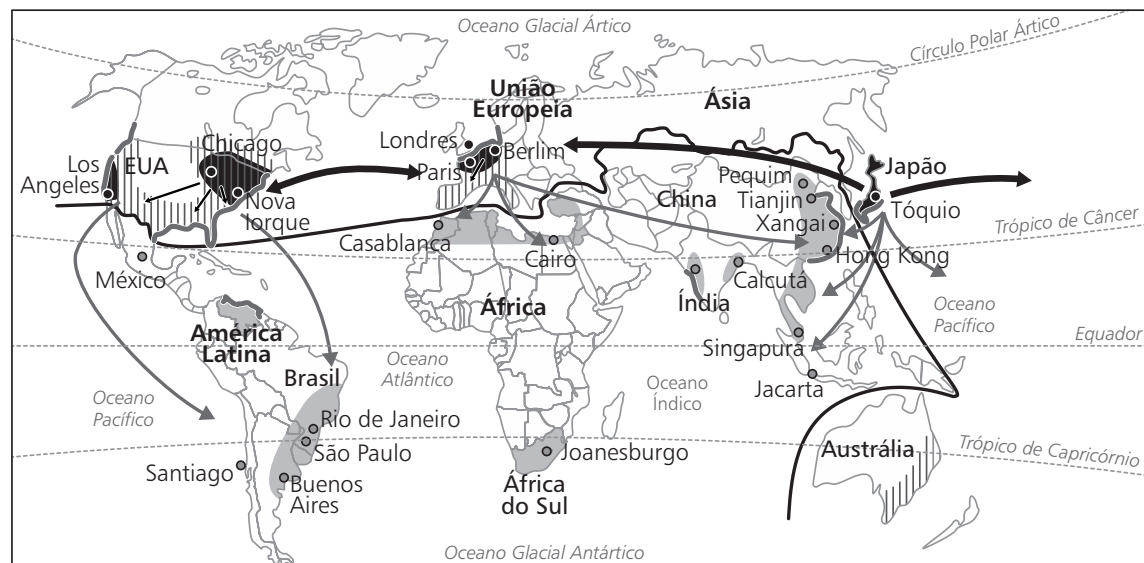 Oceano Glacial Ártico
Círculo Polar Ártico
União
Europeia
Ásia
Londres
Chicago
Berlim
Los
Angeles
EUA
Paris
Japão
Pequim
Nova
Iorque
China
Tianjin
Tóquio
Xangai
Trópico de Câncer
Casablanca
Cairo
Hong Kong
México
Calcutá
Índia
África
Oceano
Pacífico
América
Latina
Equador
Singapura
Oceano
Atlântico
Brasil
Jacarta
Oceano
Índico
Oceano
Pacífico
Rio de Janeiro
São Paulo
Joanesburgo
Austrália
Trópico de Capricórnio
Santiago
Buenos
Aires
África
do Sul
Oceano Glacial Antártico